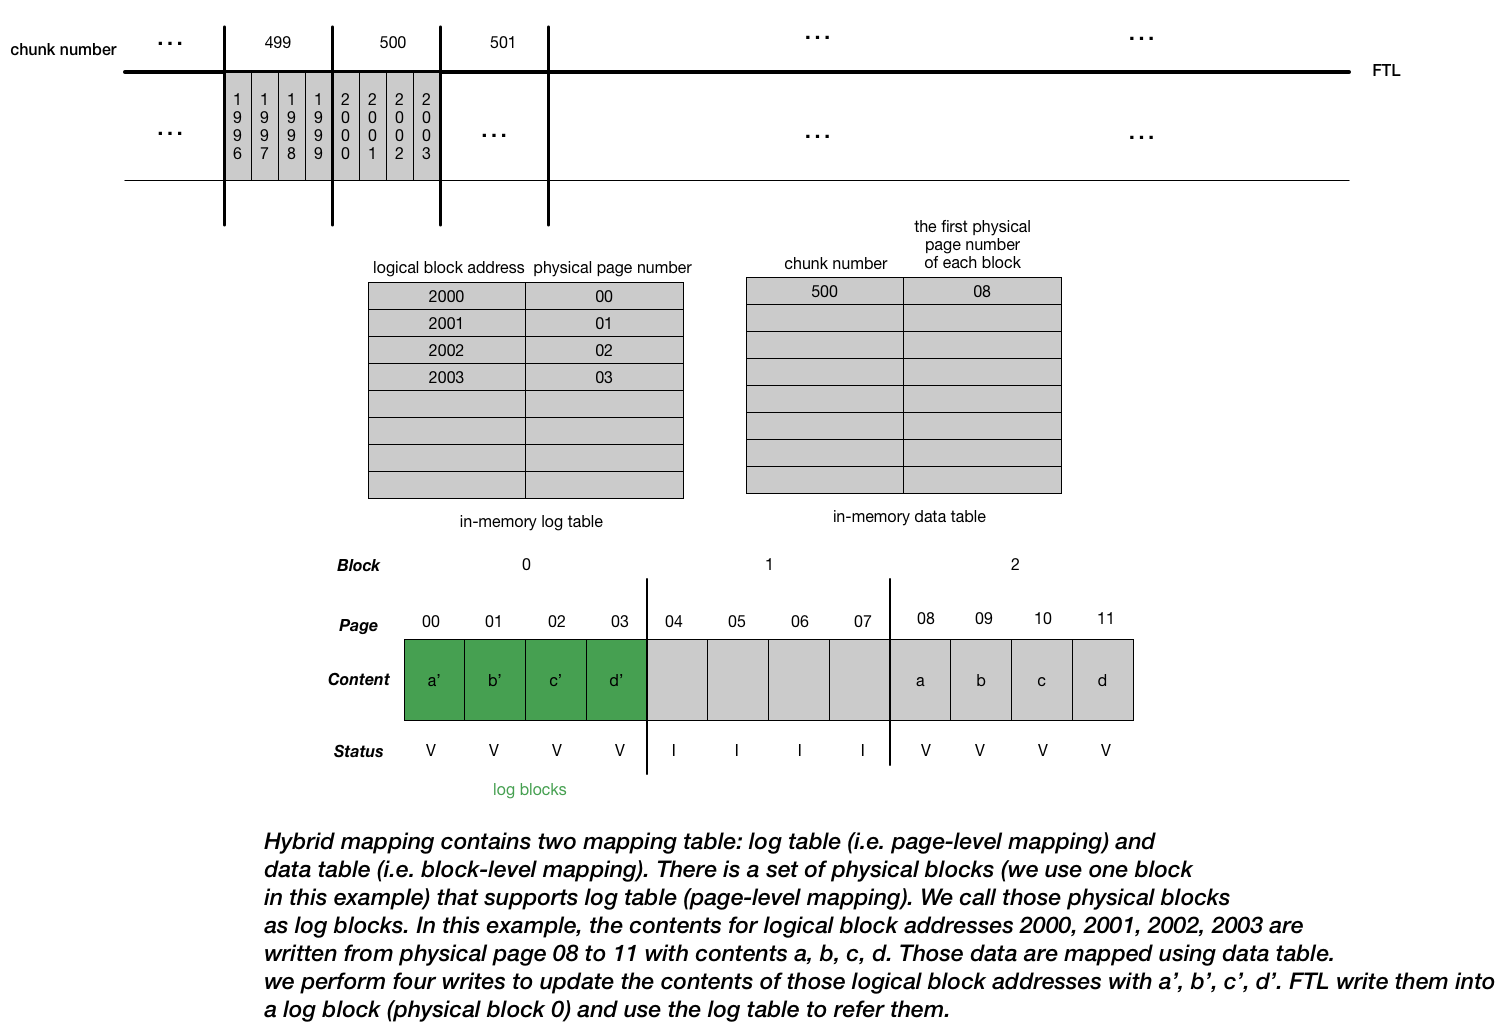 ... 499 500 501 ... ...
chunk number
FTL
... 1996 1997 1998 1999 2000 2001 2002 2003 ... ... ...
the first physical
page number
of each block
logical block address physical page number
chunk number
2000 00
2001 01
2002 02
2003 03
500 08
in-memory log table
in-memory data table
Block 0 1 2
Page 00 01 02 03 04 05 06 07 08 09 10 11
Content a’ b’ c’ d’ a b c d
Status V V V V I I I I V V V V
log blocks
Hybrid mapping contains two mapping table: log table (i.e. page-level mapping) and
data table (i.e. block-level mapping). There is a set of physical blocks (we use one block
in this example) that supports log table (page-level mapping). We call those physical blocks
as log blocks. In this example, the contents for logical block addresses 2000, 2001, 2002, 2003 are
written from physical page 08 to 11 with contents a, b, c, d. Those data are mapped using data table.
we perform four writes to update the contents of those logical block addresses with a’, b’, c’, d’. FTL write them into
a log block (physical block 0) and use the log table to refer them.